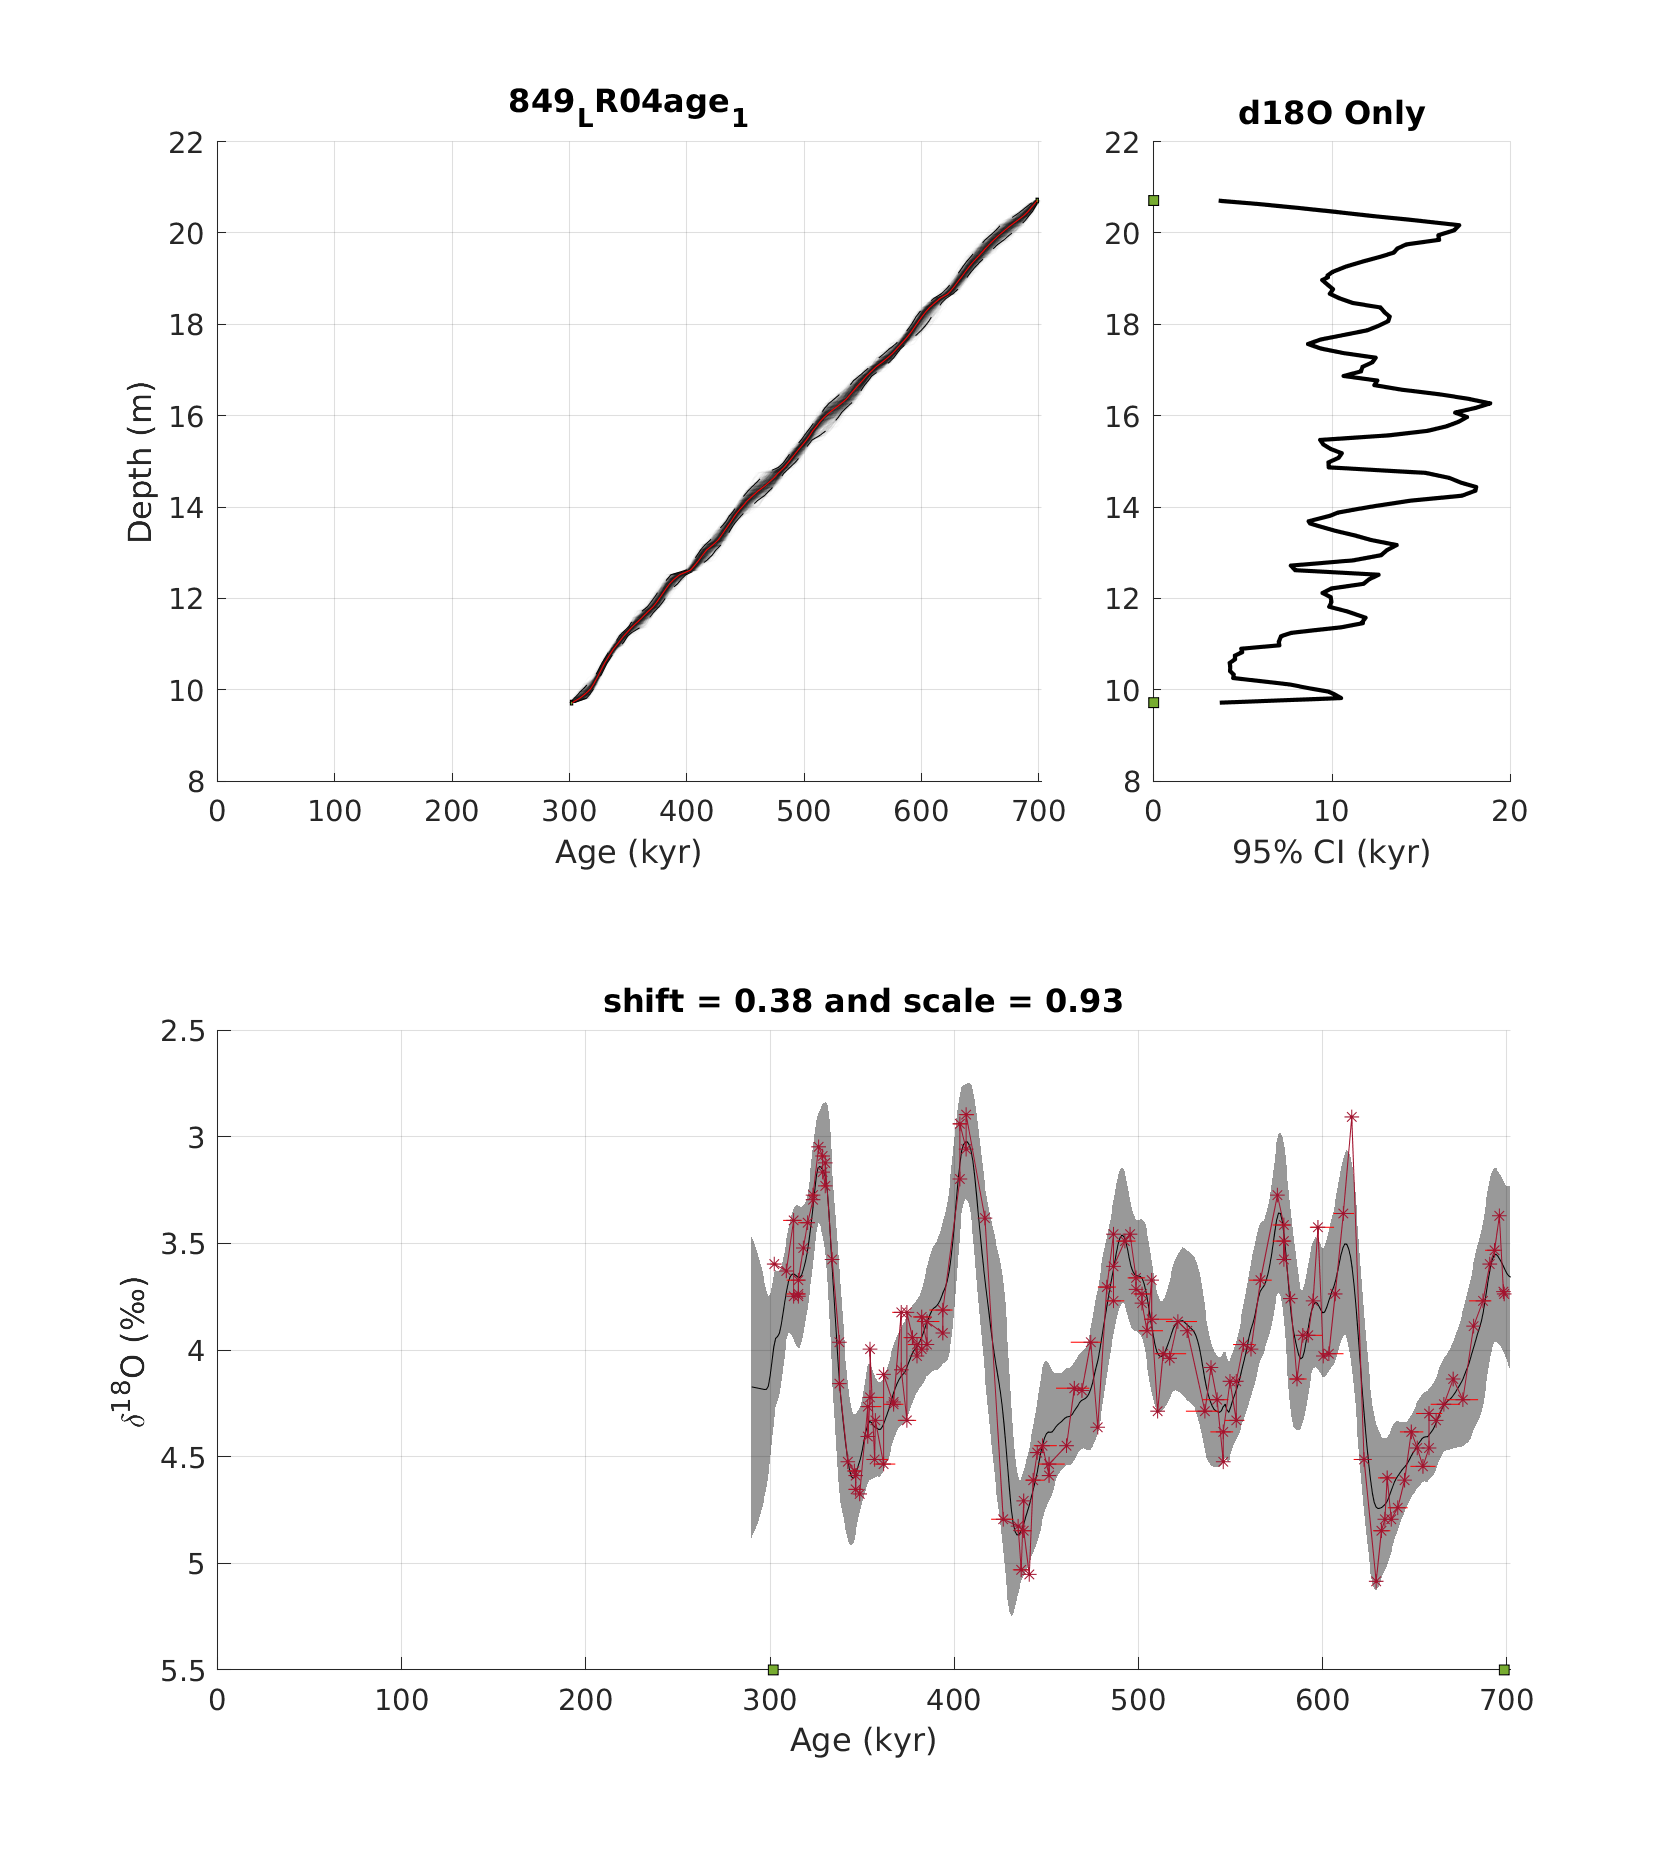 849_LR04age_1
22
20
18
16
14
12
10
8
Depth (m)
0 100 200 300 400 500 600 700
Age (kyr)
d18O Only
22
20
18
16
14
12
10
8
0 10 20
95% CI (kyr)
shift = 0.38 and scale = 0.93
2.5
3
3.5
4
4.5
5
5.5
δ18O (‰)
0 100 200 300 400 500 600 700
Age (kyr)